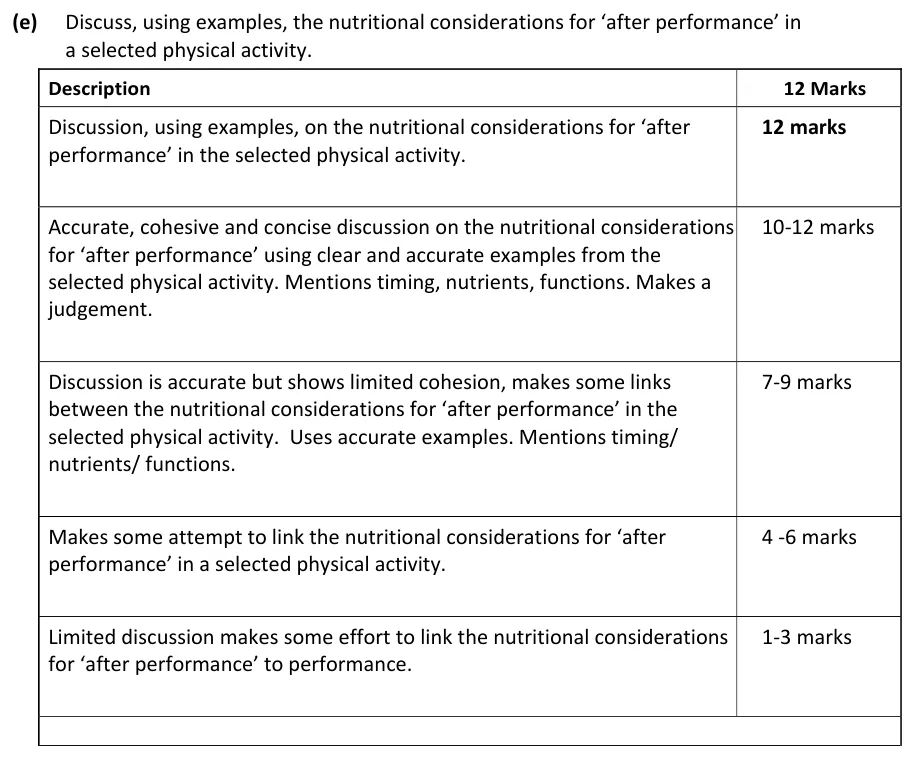 (e) Discuss, using examples, the nutritional considerations for ‘after performance’ in
a selected physical activity.
Description 12 Marks
Discussion, using examples, on the nutritional considerations for ‘after 12 marks
performance’ in the selected physical activity.
Accurate, cohesive and concise discussion on the nutritional considerations 10-12 marks
for ‘after performance’ using clear and accurate examples from the
selected physical activity. Mentions timing, nutrients, functions. Makes a
judgement.
Discussion is accurate but shows limited cohesion, makes some links 7-9 marks
between the nutritional considerations for ‘after performance’ in the
selected physical activity.  Uses accurate examples. Mentions timing/
nutrients/ functions.
Makes some attempt to link the nutritional considerations for ‘after 4 -6 marks
performance’ in a selected physical activity.
Limited discussion makes some effort to link the nutritional considerations 1-3 marks
for ‘after performance’ to performance.